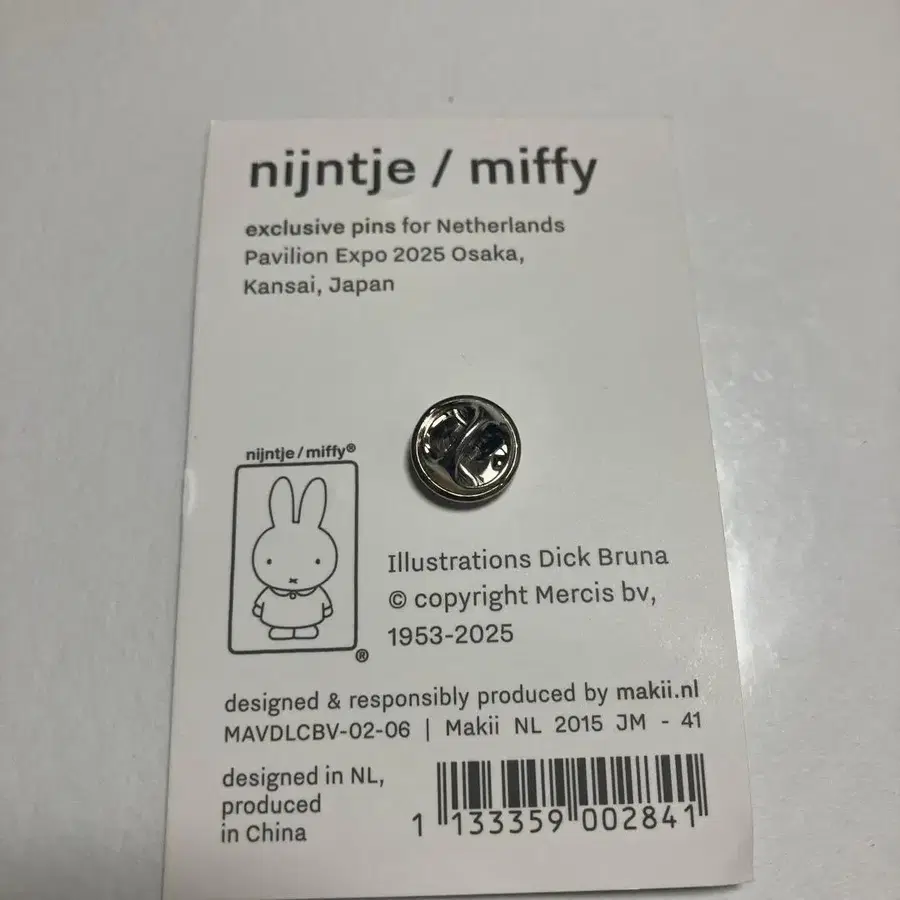 nijntje / miffy
exclusive pins for Netherlands
Pavilion Expo 2025 Osaka,
Kansai, Japan
nijntje / miffy®
®
Illustrations Dick Bruna
© copyright Mercis bv,
1953-2025
designed & responsibly produced by makii.nl
MAVDLCBV-02-06 | Makii NL 2015 JM - 41
designed in NL,
produced
in China
1 133359 002841